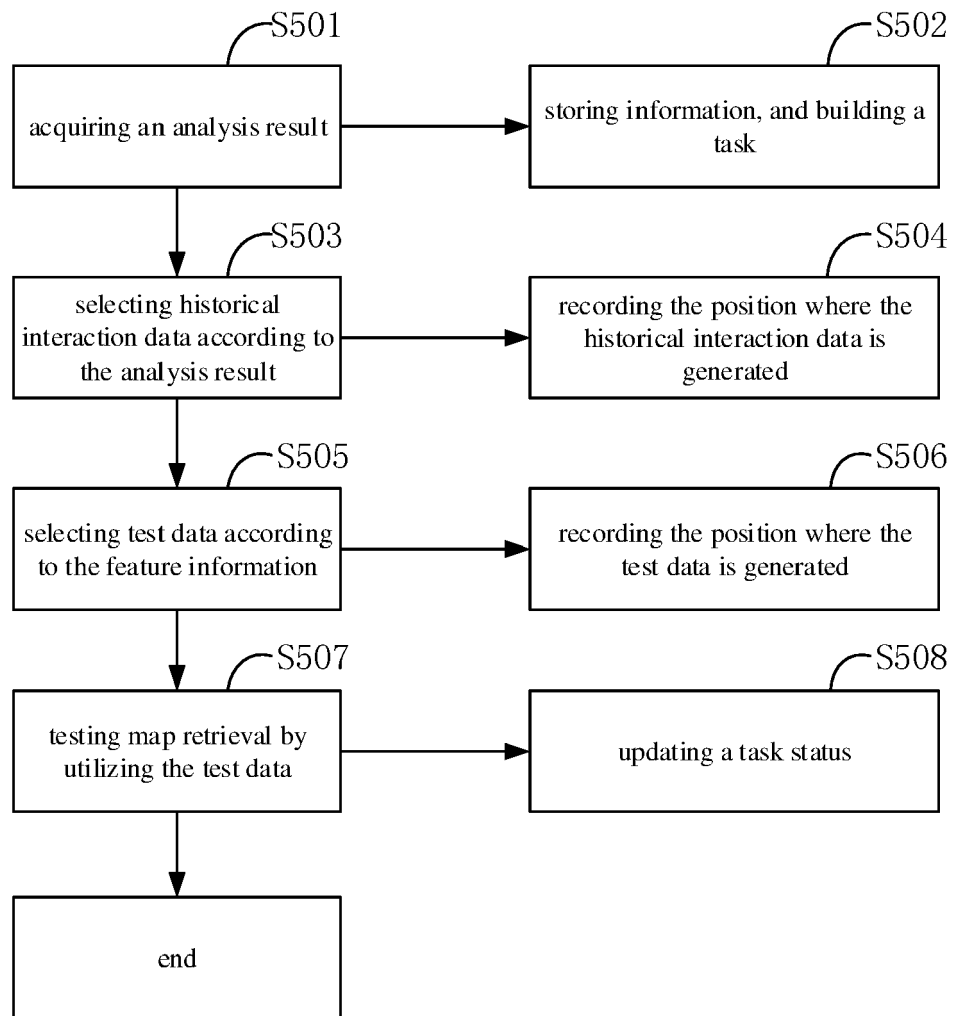 S501
S502
acquiring an analysis result
storing information, and building a
task
S503
S504
selecting historical
interaction data according to
the analysis result
recording the position where the
historical interaction data is
generated
S505
S506
selecting test data according
to the feature information
recording the position where the
test data is generated
S507
S508
testing map retrieval by
utilizing the test data
updating a task status
end